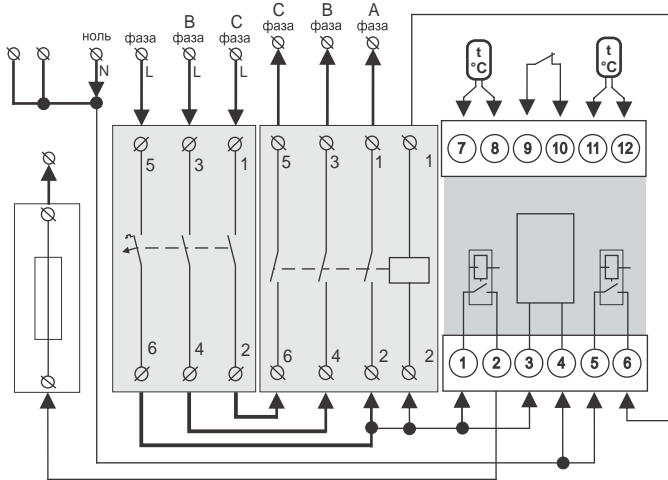 C B A
фаза фаза фаза
B C
ноль фаза фаза фаза
N L L L
t °C t °C
7 8 9 10 11 12
5 3 1 5 3 1 1
6 4 2 6 4 2 2
1 2 3 4 5 6